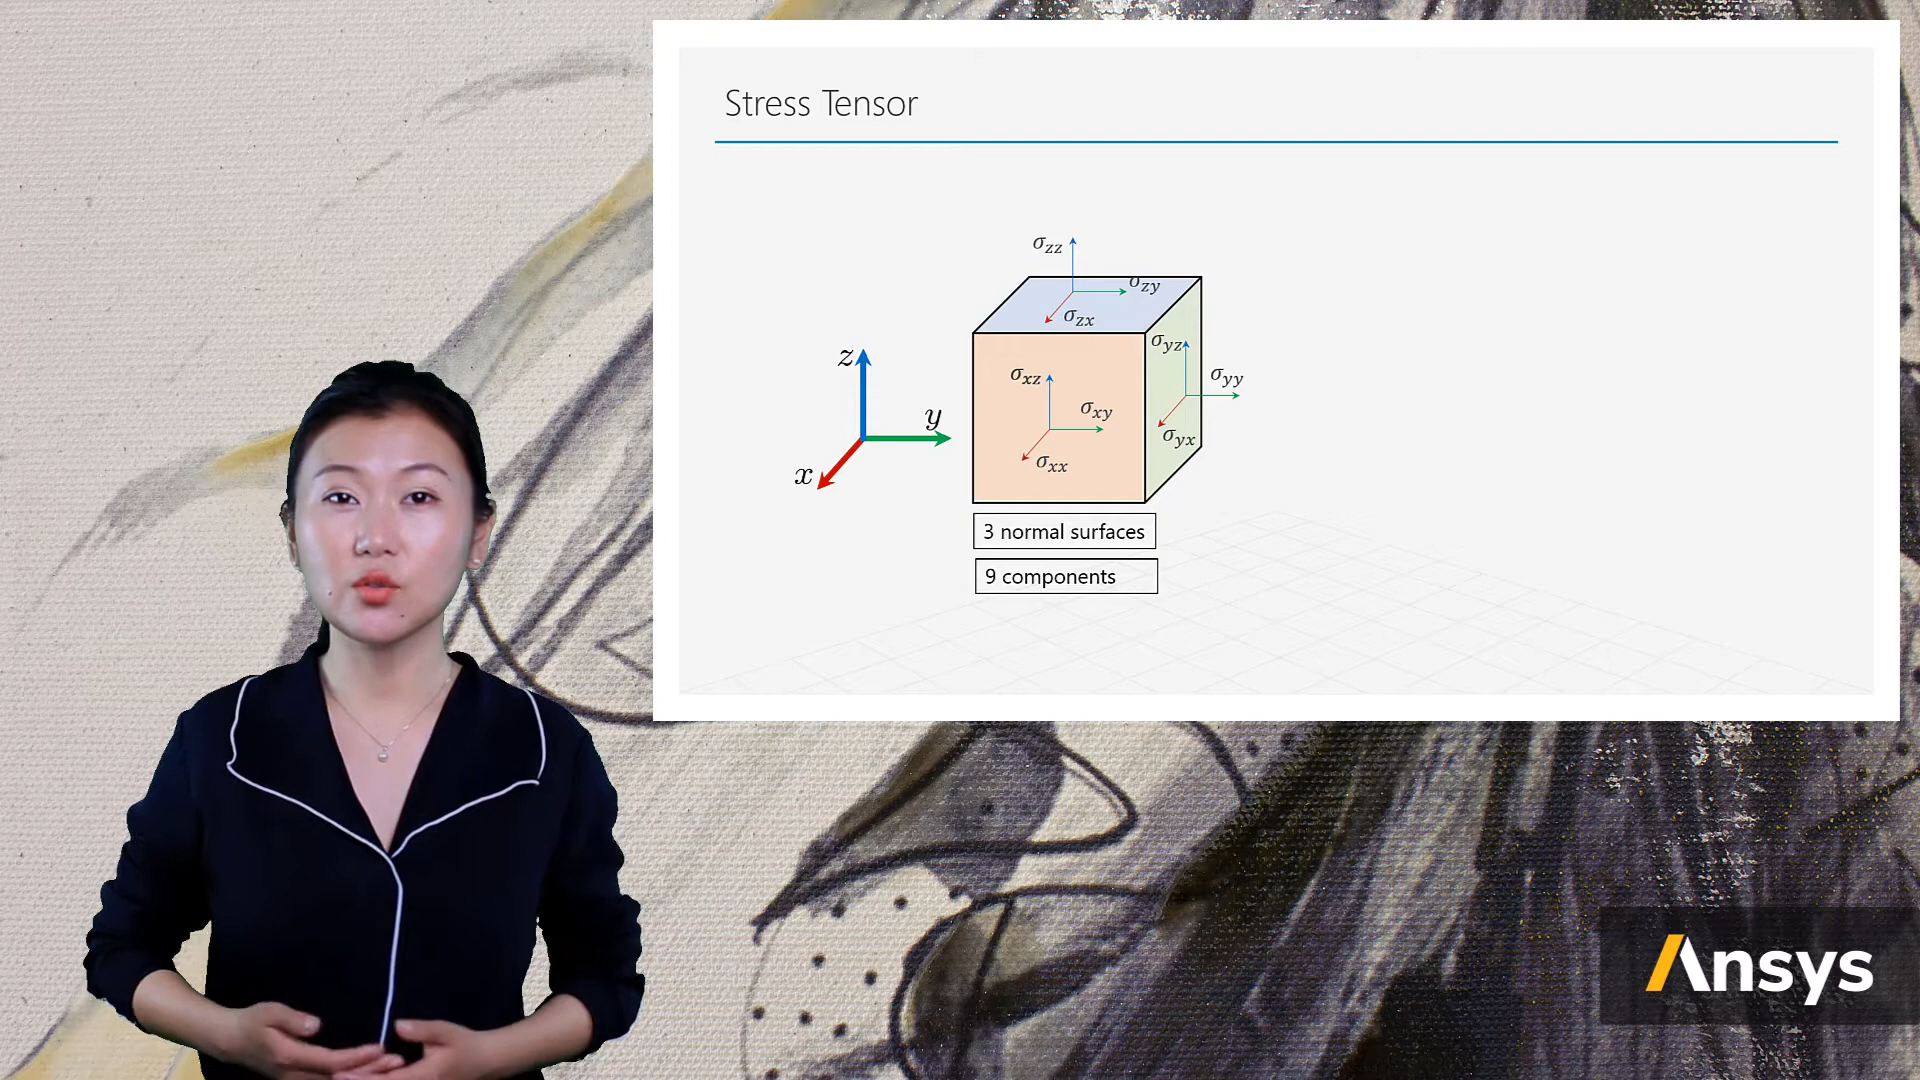 Stress Tensor
σzz
σzy
σzx
σyz
σyy
σyx
σxz
σxy
σxx
z
y
x
3 normal surfaces
9 components
Ansys